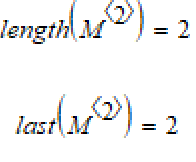 length(M^⟨2⟩) = 2
last(M^⟨2⟩) = 2